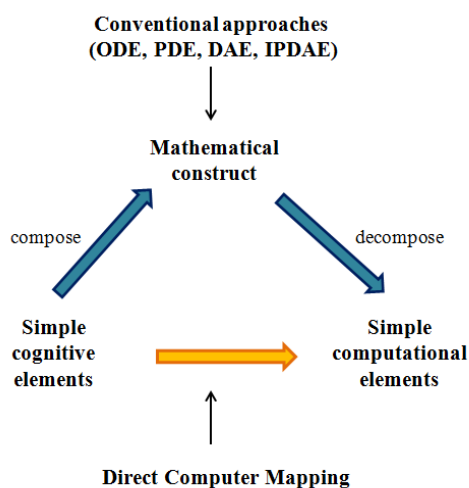 Conventional approaches
(ODE, PDE, DAE, IPDAE)
Mathematical
construct
compose
decompose
Simple
cognitive
elements
Simple
computational
elements
Direct Computer Mapping